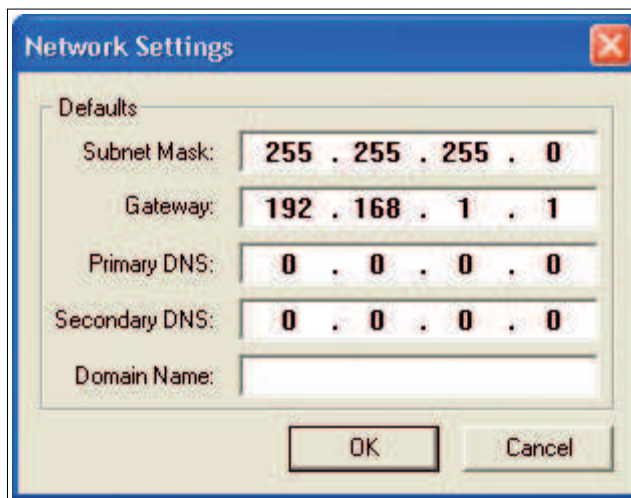 Network Settings
Defaults
Subnet Mask: 255 . 255 . 255 . 0
Gateway: 192 . 168 . 1 . 1
Primary DNS: 0 . 0 . 0 . 0
Secondary DNS: 0 . 0 . 0 . 0
Domain Name:
OK Cancel